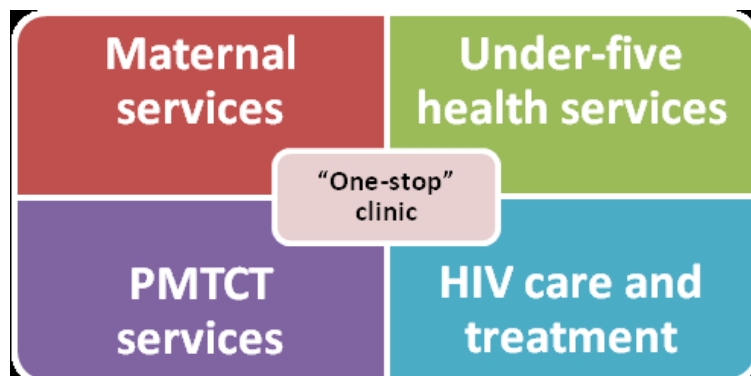 Maternal
services
Under-five
health services
“One-stop”
clinic
PMTCT
services
HIV care and
treatment